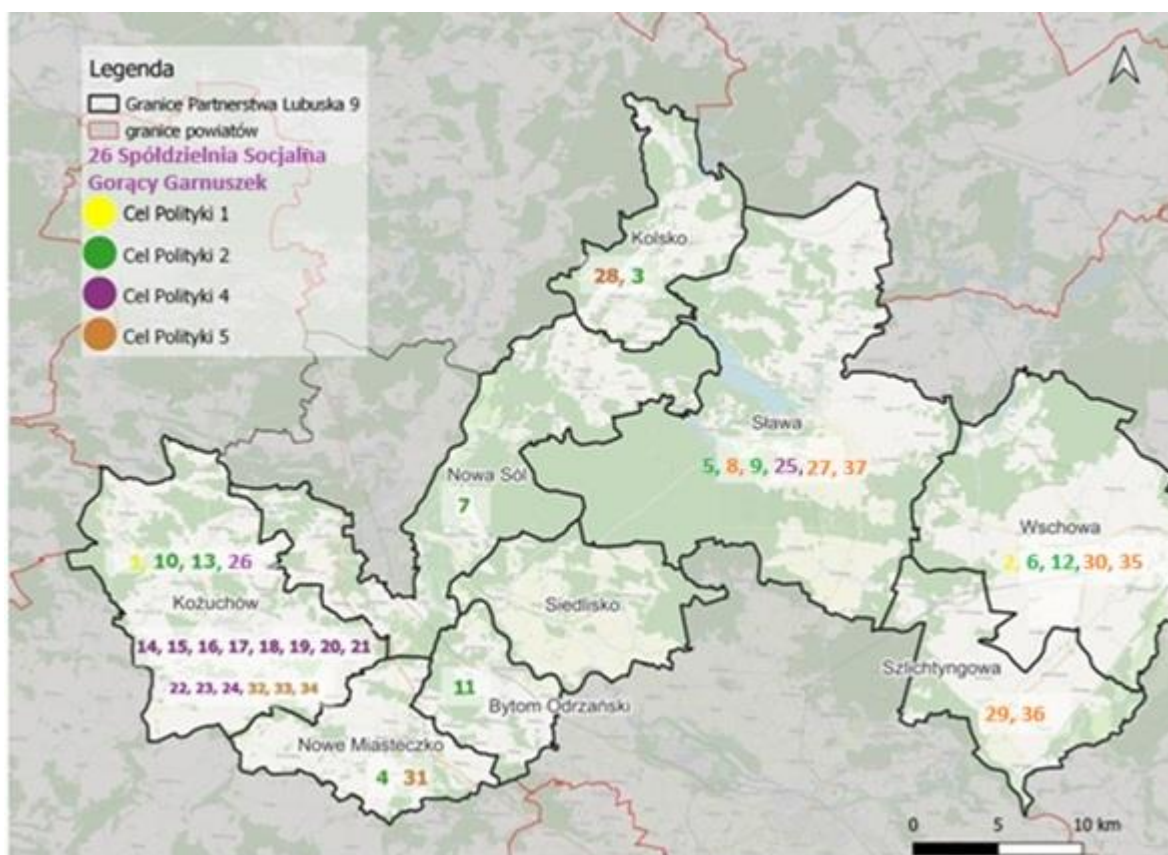 Legenda
Granice Partnerstwa Lubuska 9
granice powiatów
26 Spółdzielnia Socjalna
Gorący Garnuszek
Cel Polityki 1
Cel Polityki 2
Cel Polityki 4
Cel Polityki 5
Kolsko
28, 3
Sława
5, 8, 9, 25, 27, 37
Nowa Sól
7
Wschowa
2, 6, 12, 30, 35
1, 10, 13, 26
Kożuchów
14, 15, 16, 17, 18, 19, 20, 21
22, 23, 24, 32, 33, 34
Siedlisko
Szlichtyngowa
29, 36
11
Bytom Odrzański
Nowe Miasteczko
4 31
0 5 10 km